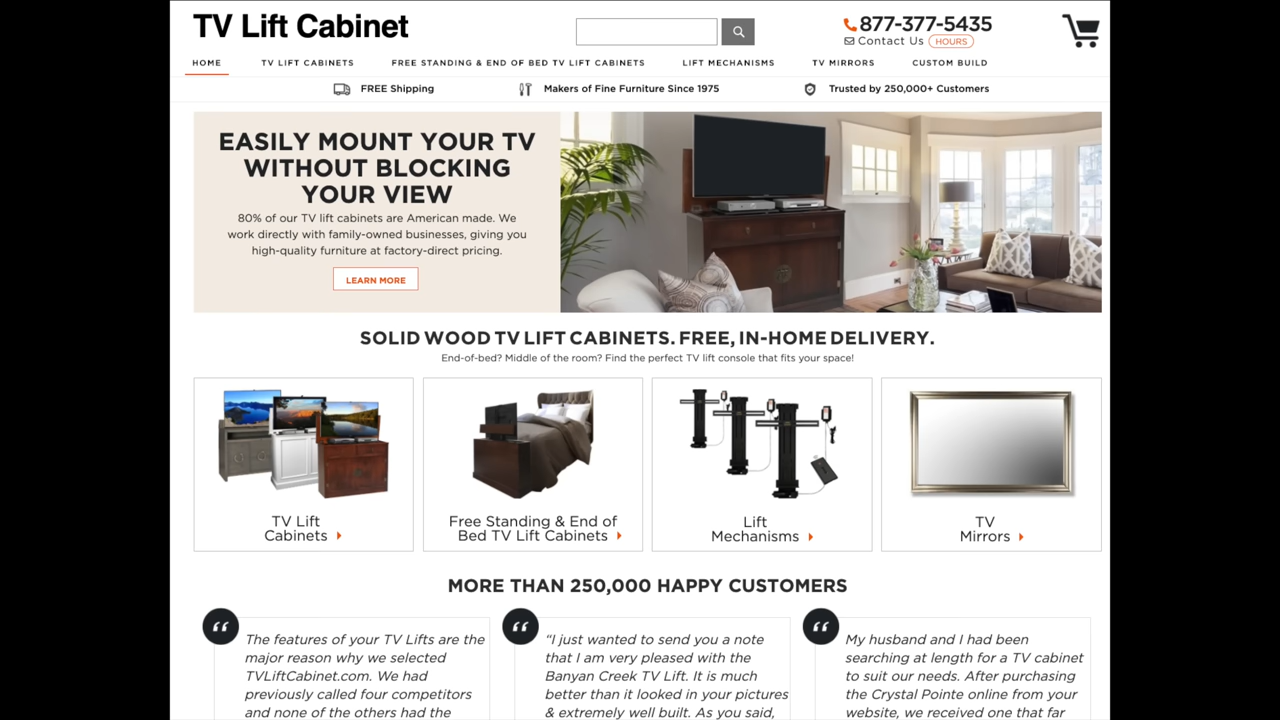 TV Lift Cabinet
877-377-5435
Contact Us HOURS
HOME TV LIFT CABINETS FREE STANDING & END OF BED TV LIFT CABINETS LIFT MECHANISMS TV MIRRORS CUSTOM BUILD
FREE Shipping Makers of Fine Furniture Since 1975 Trusted by 250,000+ Customers
EASILY MOUNT YOUR TV
WITHOUT BLOCKING
YOUR VIEW
80% of our TV lift cabinets are American made. We
work directly with family-owned businesses, giving you
high-quality furniture at factory-direct pricing.
LEARN MORE
SOLID WOOD TV LIFT CABINETS. FREE, IN-HOME DELIVERY.
End-of-bed? Middle of the room? Find the perfect TV lift console that fits your space!
TV Lift
Cabinets
Free Standing & End of
Bed TV Lift Cabinets
Lift
Mechanisms
TV
Mirrors
MORE THAN 250,000 HAPPY CUSTOMERS
The features of your TV Lifts are the
major reason why we selected
TVLiftCabinet.com. We had
previously called four competitors
and none of the others had the
“I just wanted to send you a note
that I am very pleased with the
Banyan Creek TV Lift. It is much
better than it looked in your pictures
& extremely well built. As you said,
My husband and I had been
searching at length for a TV cabinet
to suit our needs. After purchasing
the Crystal Pointe online from your
website, we received one that far